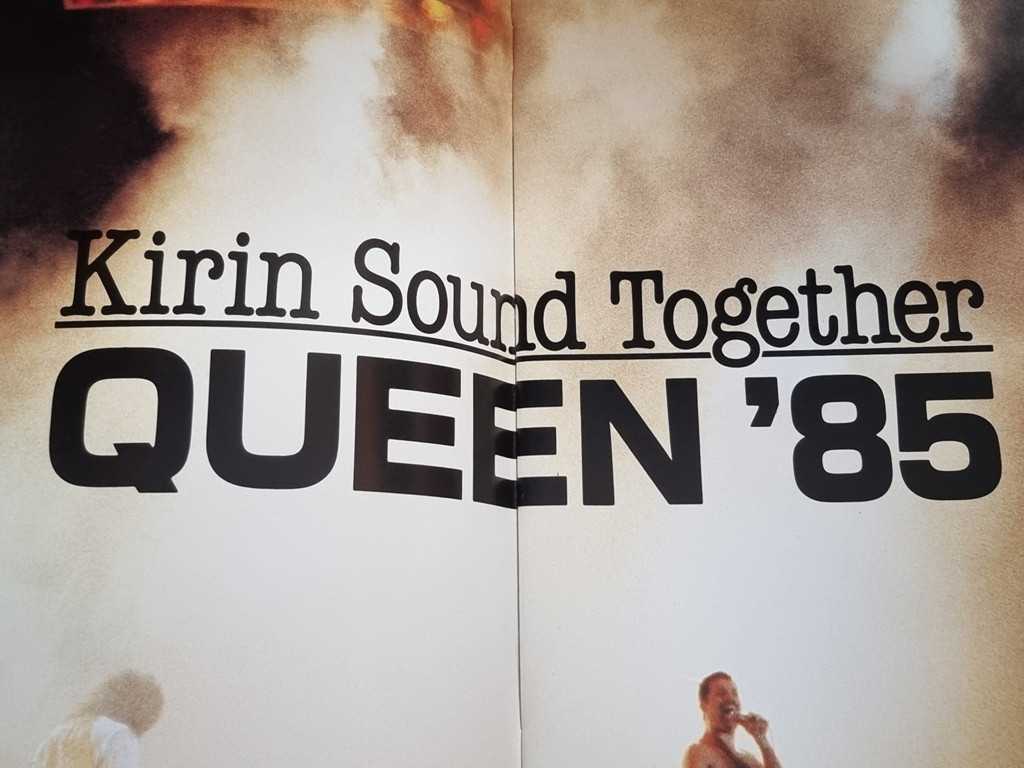 Kirin Sound Together
QUEEN '85